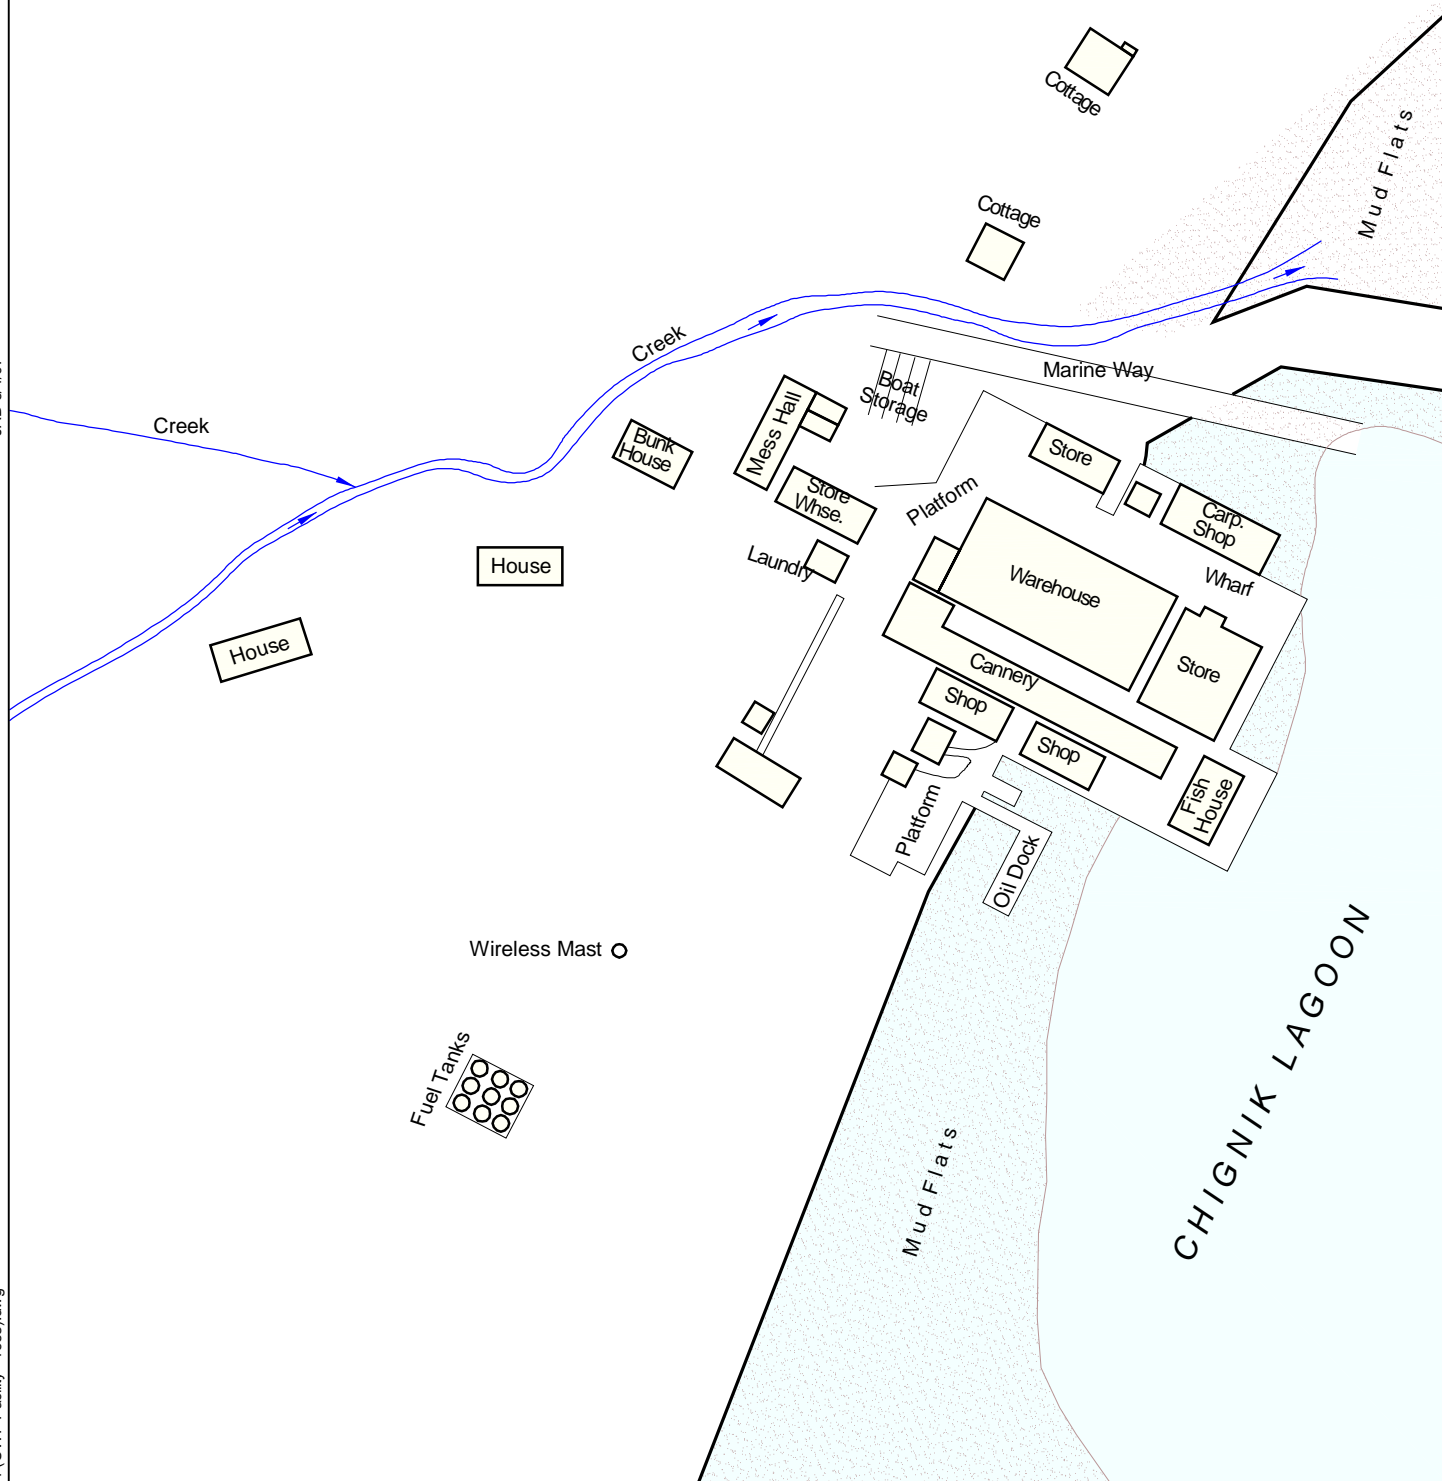 Cottage
Mud Flats
Cottage
Creek
Marine Way
Boat
Storage
Creek
Mess Hall
Bunk
House
Store
Store
Whse.
Platform
Carp.
Shop
Laundry
House
Warehouse
Wharf
House
Cannery
Store
Shop
Shop
Fish
House
Platform
Oil Dock
Wireless Mast
CHIGNIK LAGOON
Fuel Tanks
Mud Flats